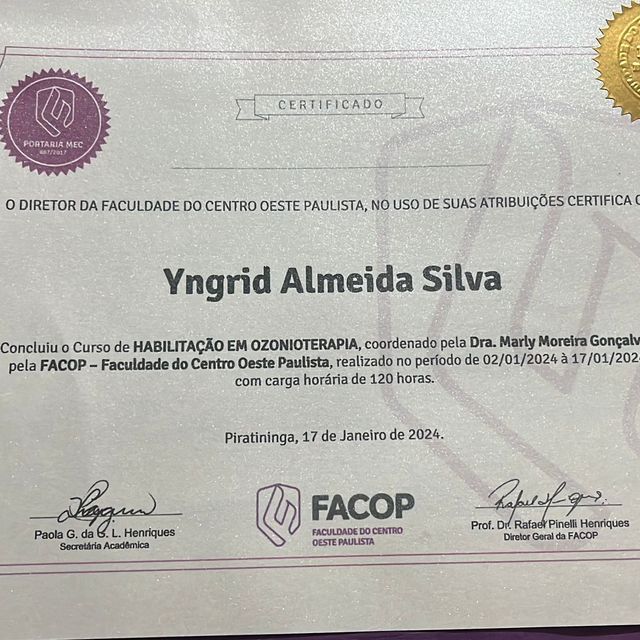 CERTIFICADO
PORTARIA MEC
687/2017
O DIRETOR DA FACULDADE DO CENTRO OESTE PAULISTA, NO USO DE SUAS ATRIBUIÇÕES CERTIFICA
Yngrid Almeida Silva
Concluiu o Curso de HABILITAÇÃO EM OZONIOTERAPIA, coordenado pela Dra. Marly Moreira Gonçalv
pela FACOP – Faculdade do Centro Oeste Paulista, realizado no período de 02/01/2024 à 17/01/202
com carga horária de 120 horas.
Piratininga, 17 de Janeiro de 2024.
Paola G. da S. L. Henriques
Secretária Acadêmica
FACOP
FACULDADE DO CENTRO
OESTE PAULISTA
Prof. Dr. Rafael Pinelli Henriques
Diretor Geral da FACOP